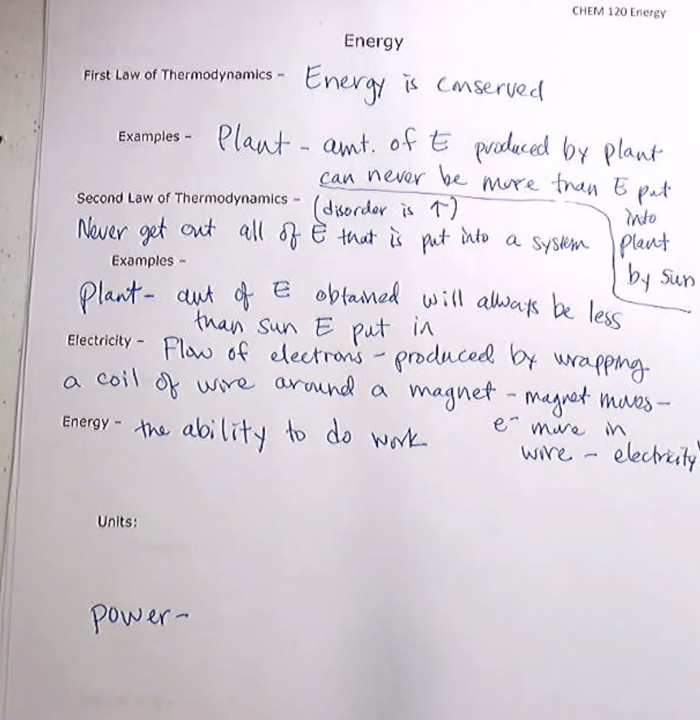 CHEM 120 Energy
Energy
First Law of Thermodynamics – Energy is conserved
Examples – Plant – amt. of E produced by plant
can never be more than E put
into
plant
by sun
Second Law of Thermodynamics – (disorder is ↑)
Never get out all of E that is put into a system
Examples –
Plant – amt of E obtained will always be less
than sun E put in
Electricity – Flow of electrons – produced by wrapping
a coil of wire around a magnet – magnet moves –
e⁻ move in
wire – electricity
Energy – the ability to do work
Units:
power –